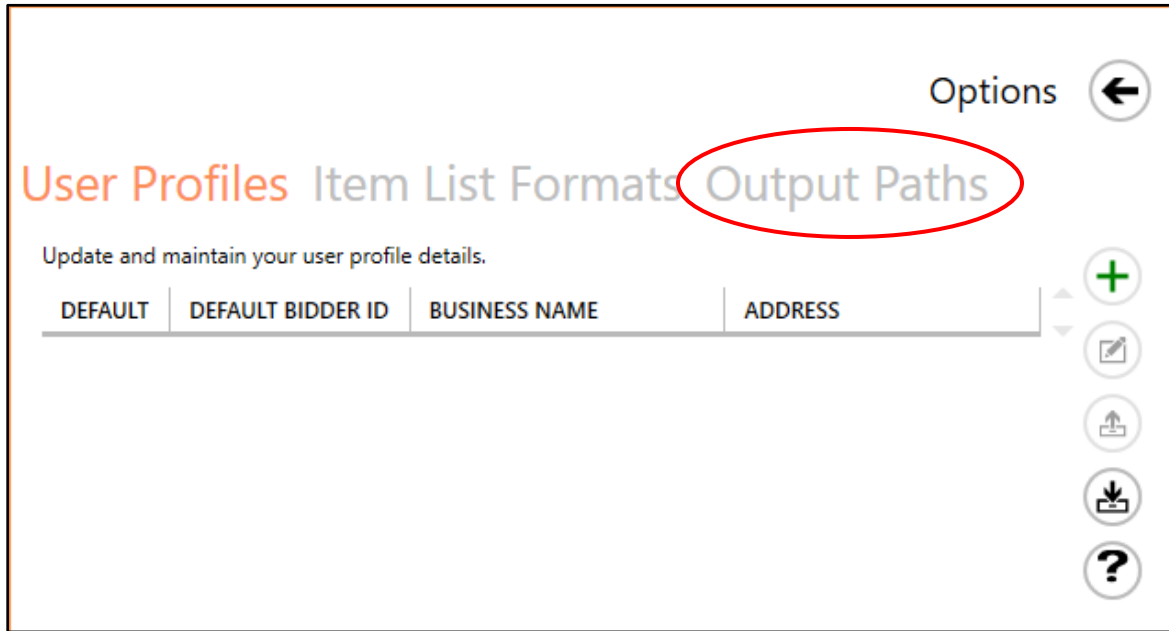 Options
User Profiles Item List Formats Output Paths
Update and maintain your user profile details.
DEFAULT DEFAULT BIDDER ID BUSINESS NAME ADDRESS
?